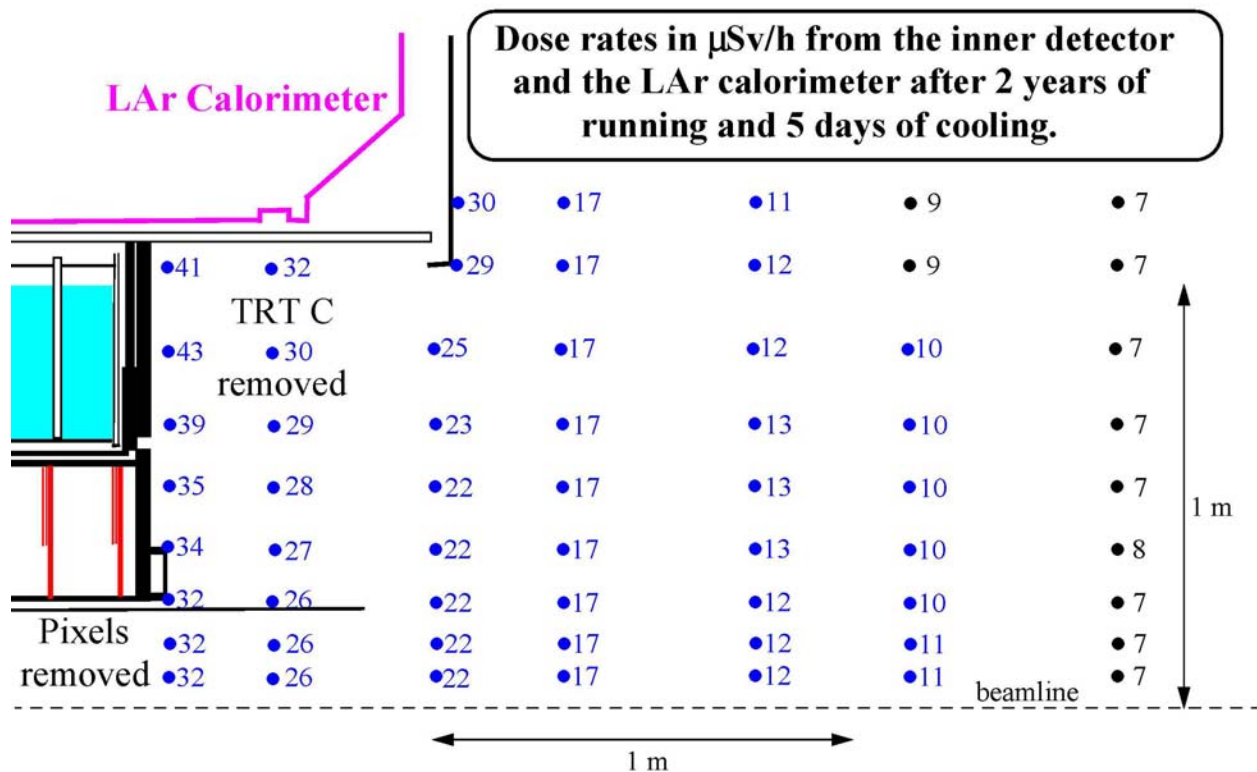 Dose rates in μSv/h from the inner detector
and the LAr calorimeter after 2 years of
running and 5 days of cooling.
LAr Calorimeter
30 17 11 9 7
41 32 29 17 12 9 7
TRT C
43 30 25 17 12 10 7
removed
39 29 23 17 13 10 7
35 28 22 17 13 10 7
1 m
34 27 22 17 13 10 8
32 26 22 17 12 10 7
Pixels
32 26 22 17 12 11 7
removed
32 26 22 17 12 11 7
beamline
1 m